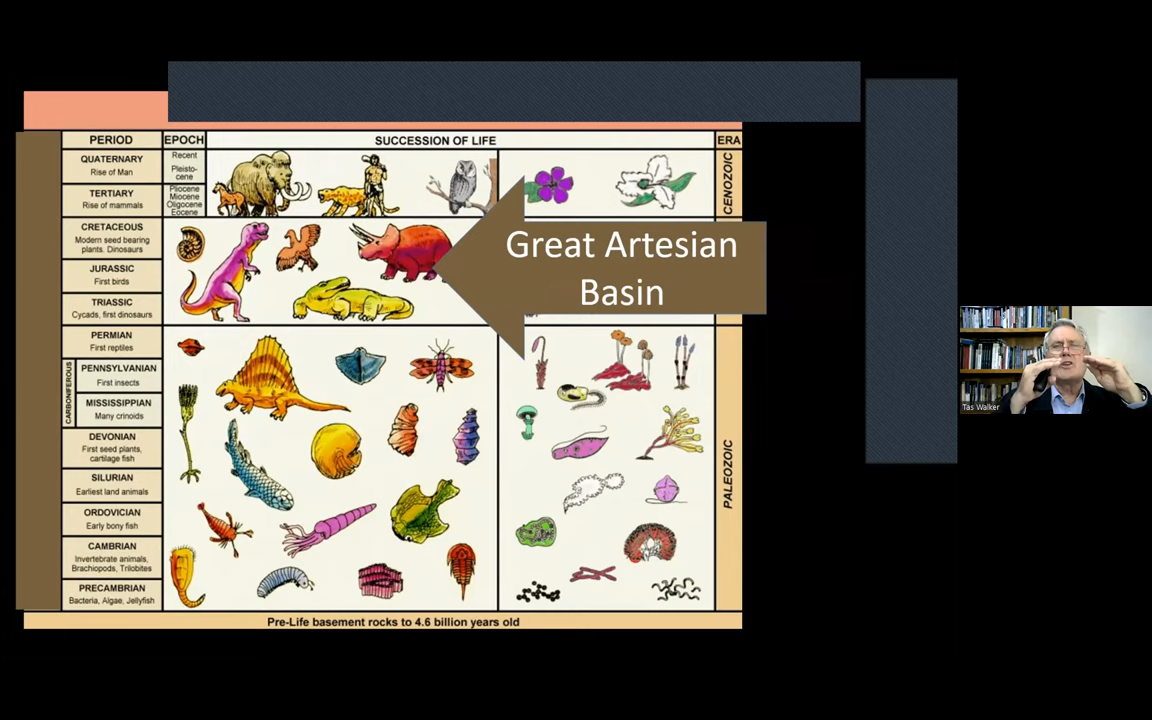 PERIOD
EPOCH
SUCCESSION OF LIFE
ERA
QUATERNARY
Rise of Man
Recent
Pleisto-
cene
TERTIARY
Rise of mammals
Pliocene
Miocene
Oligocene
Eocene
CENOZOIC
CRETACEOUS
Modern seed bearing
plants. Dinosaurs
JURASSIC
First birds
TRIASSIC
Cycads, first dinosaurs
Great Artesian
Basin
PERMIAN
First reptiles
CARBONIFEROUS
PENNSYLVANIAN
First insects
MISSISSIPPIAN
Many crinoids
DEVONIAN
First seed plants,
cartilage fish
SILURIAN
Earliest land animals
ORDOVICIAN
Early bony fish
CAMBRIAN
Invertebrate animals,
Brachiopods, Trilobites
PRECAMBRIAN
Bacteria, Algae, Jellyfish
PALEOZOIC
Pre-Life basement rocks to 4.6 billion years old
Tas Walker